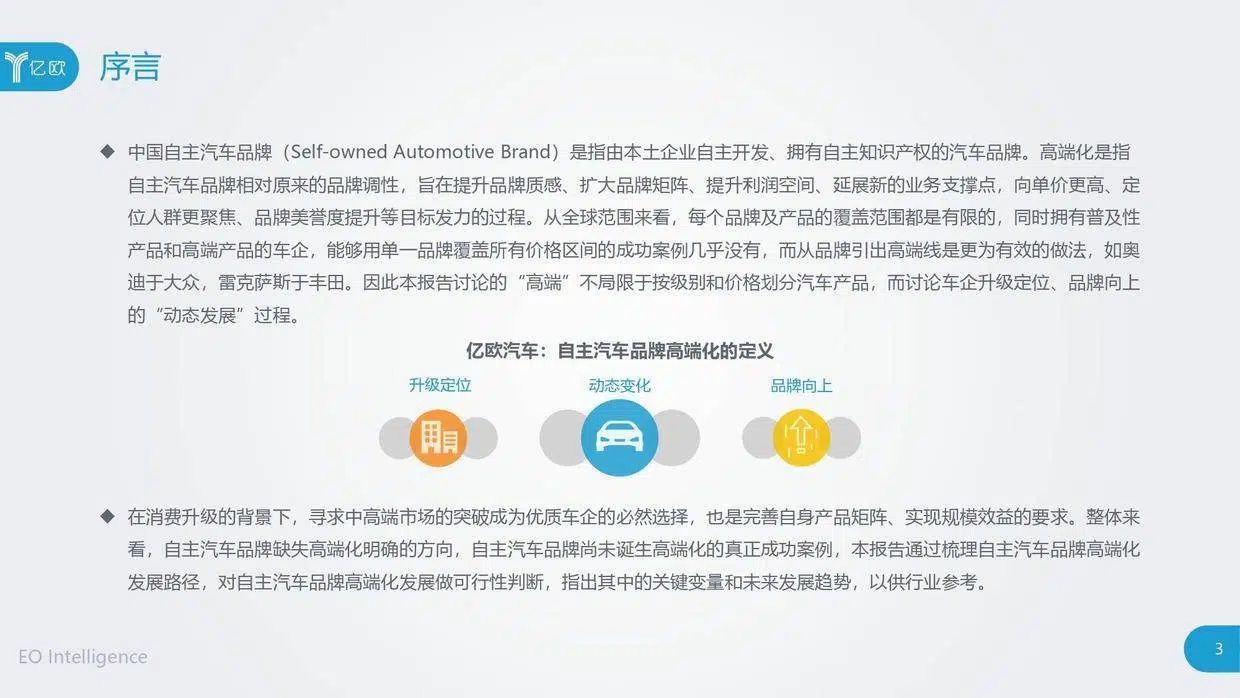 亿欧
序言
◆ 中国自主汽车品牌（Self-owned Automotive Brand）是指由本土企业自主开发、拥有自主知识产权的汽车品牌。高端化是指
自主汽车品牌相对原来的品牌调性，旨在提升品牌质感、扩大品牌矩阵、提升利润空间、延展新的业务支撑点，向单价更高、定
位人群更聚焦、品牌美誉度提升等目标发力的过程。从全球范围来看，每个品牌及产品的覆盖范围都是有限的，同时拥有普及性
产品和高端产品的车企，能够用单一品牌覆盖所有价格区间的成功案例几乎没有，而从品牌引出高端线是更为有效的做法，如奥
迪于大众，雷克萨斯于丰田。因此本报告讨论的“高端”不局限于按级别和价格划分汽车产品，而讨论车企升级定位、品牌向上
的“动态发展”过程。
亿欧汽车：自主汽车品牌高端化的定义
升级定位
动态变化
品牌向上
◆ 在消费升级的背景下，寻求中高端市场的突破成为优质车企的必然选择，也是完善自身产品矩阵、实现规模效益的要求。整体来
看，自主汽车品牌缺失高端化明确的方向，自主汽车品牌尚未诞生高端化的真正成功案例，本报告通过梳理自主汽车品牌高端化
发展路径，对自主汽车品牌高端化发展做可行性判断，指出其中的关键变量和未来发展趋势，以供行业参考。
EO Intelligence
3